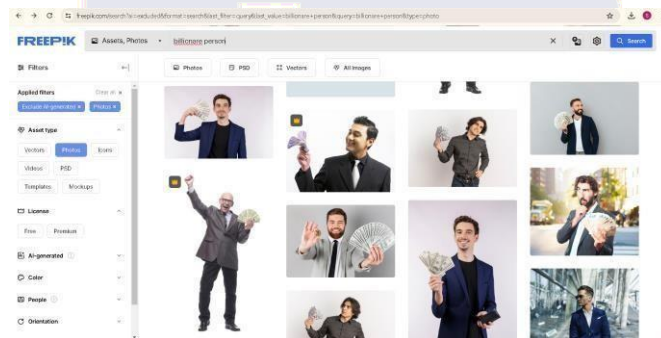 freepik.com/search?ai=excluded&format=search&last_filter=query&last_value=billionare+person&query=billionare+person&type=photo
FREEPIK
Assets, Photos
billionare person
Search
Filters
Photos
PSD
Vectors
All images
Applied filters
Clear all
Exclude AI-generated ×
Photos ×
Asset type
Vectors
Photos
Icons
Videos
PSD
Templates
Mockups
License
Free
Premium
AI-generated
Color
People
Orientation